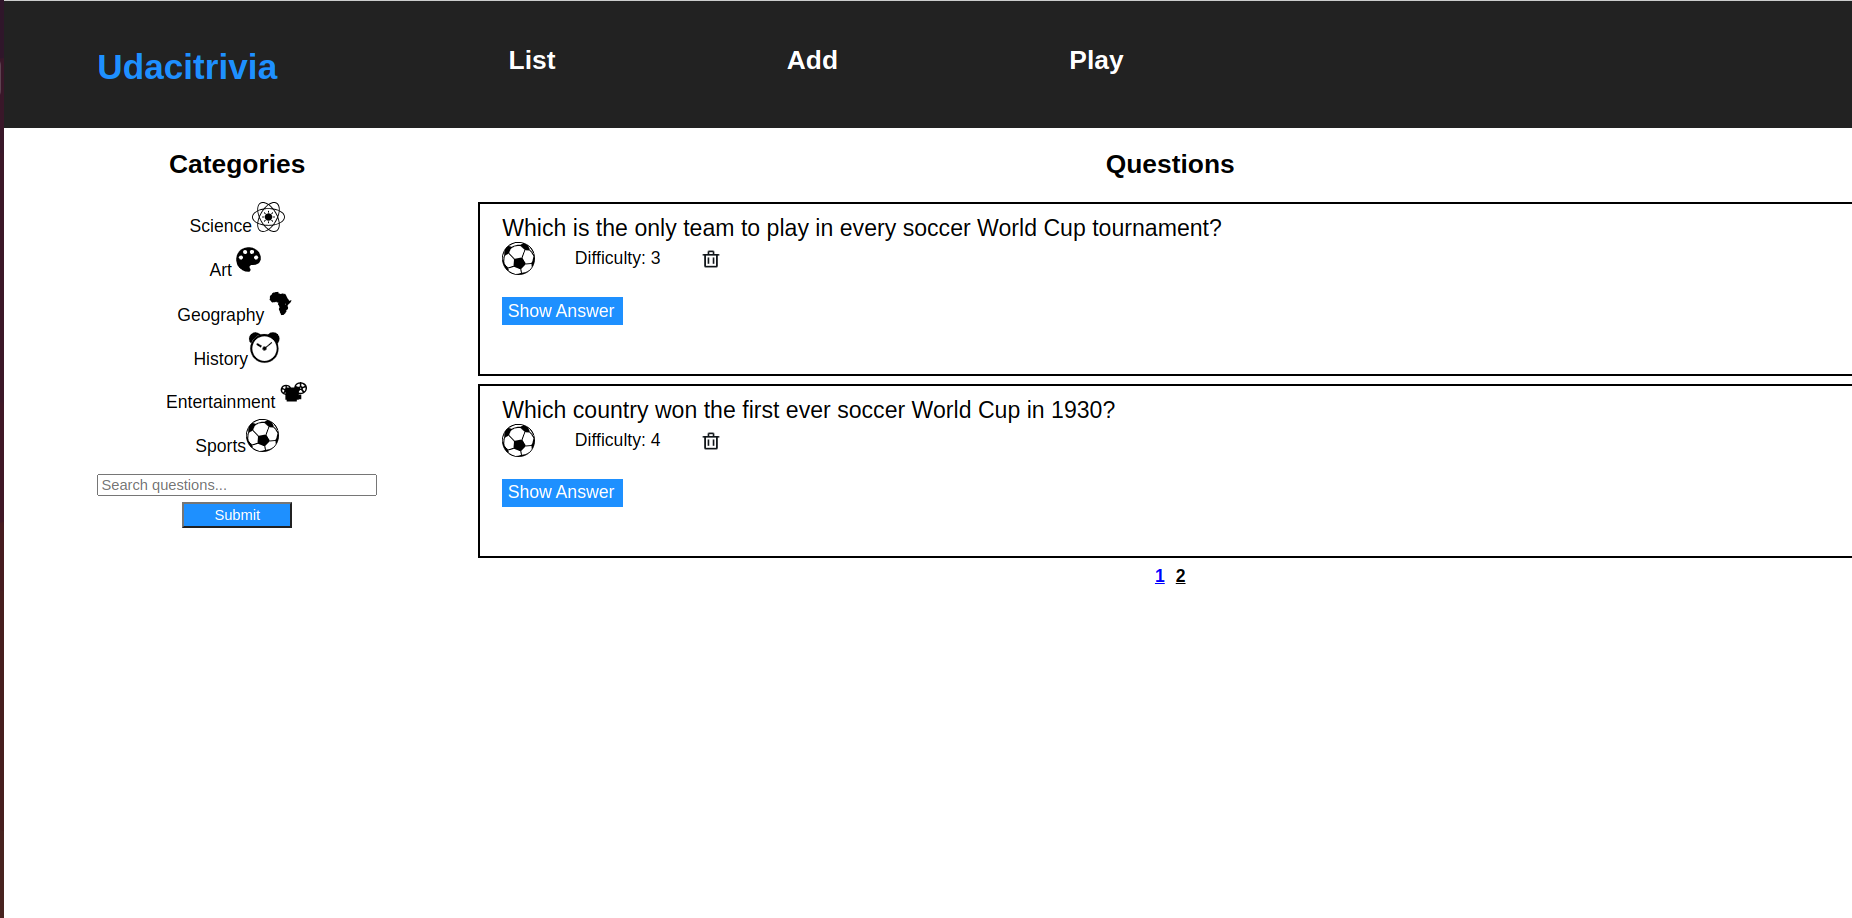 Udacitrivia List Add Play
Categories
Science
Art
Geography
History
Entertainment
Sports
Search questions...
Submit
Questions
Which is the only team to play in every soccer World Cup tournament?
Difficulty: 3
Show Answer
Which country won the first ever soccer World Cup in 1930?
Difficulty: 4
Show Answer
1 2